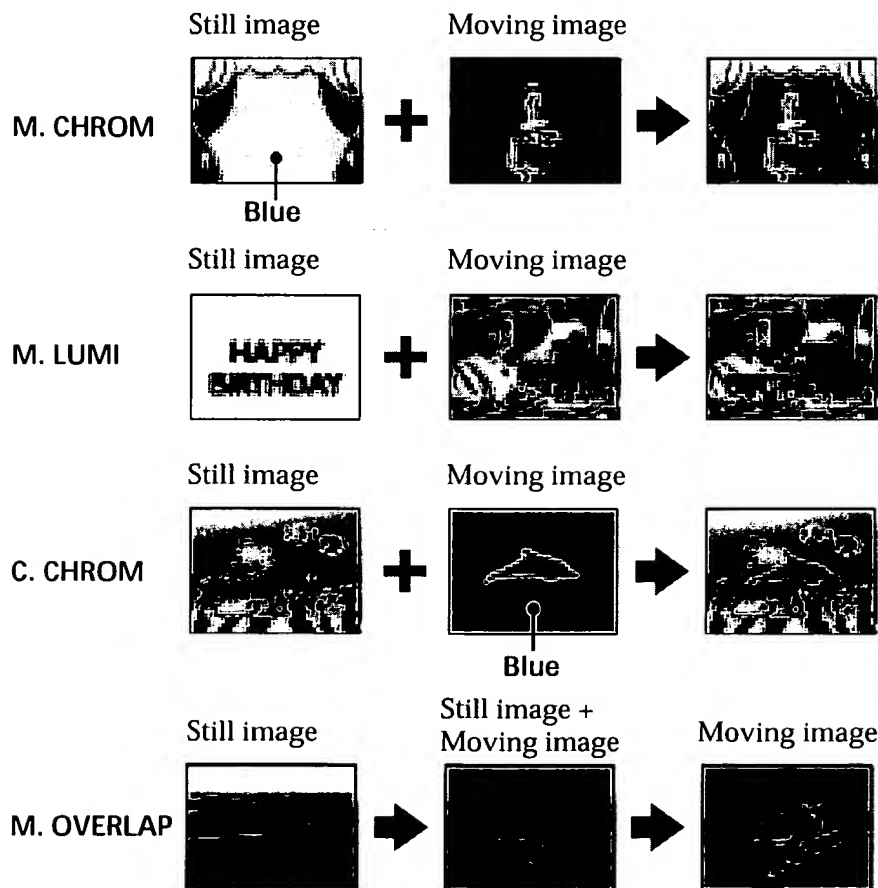 Still image Moving image
M. CHROM
Blue
Still image Moving image
M. LUMI
HAPPY
BIRTHDAY
Still image Moving image
C. CHROM
Blue
Still image
Still image +
Moving image
Moving image
M. OVERLAP